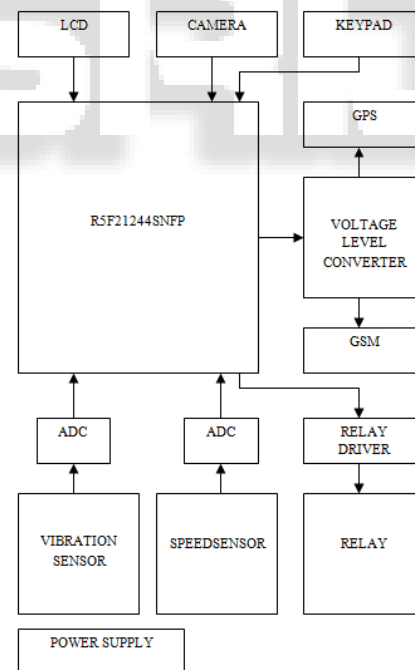 LCD
CAMERA
KEYPAD
GPS
R5F21244SNFP
VOLTAGE
LEVEL
CONVERTER
GSM
ADC
ADC
RELAY
DRIVER
VIBRATION
SENSOR
SPEEDSENSOR
RELAY
POWER SUPPLY